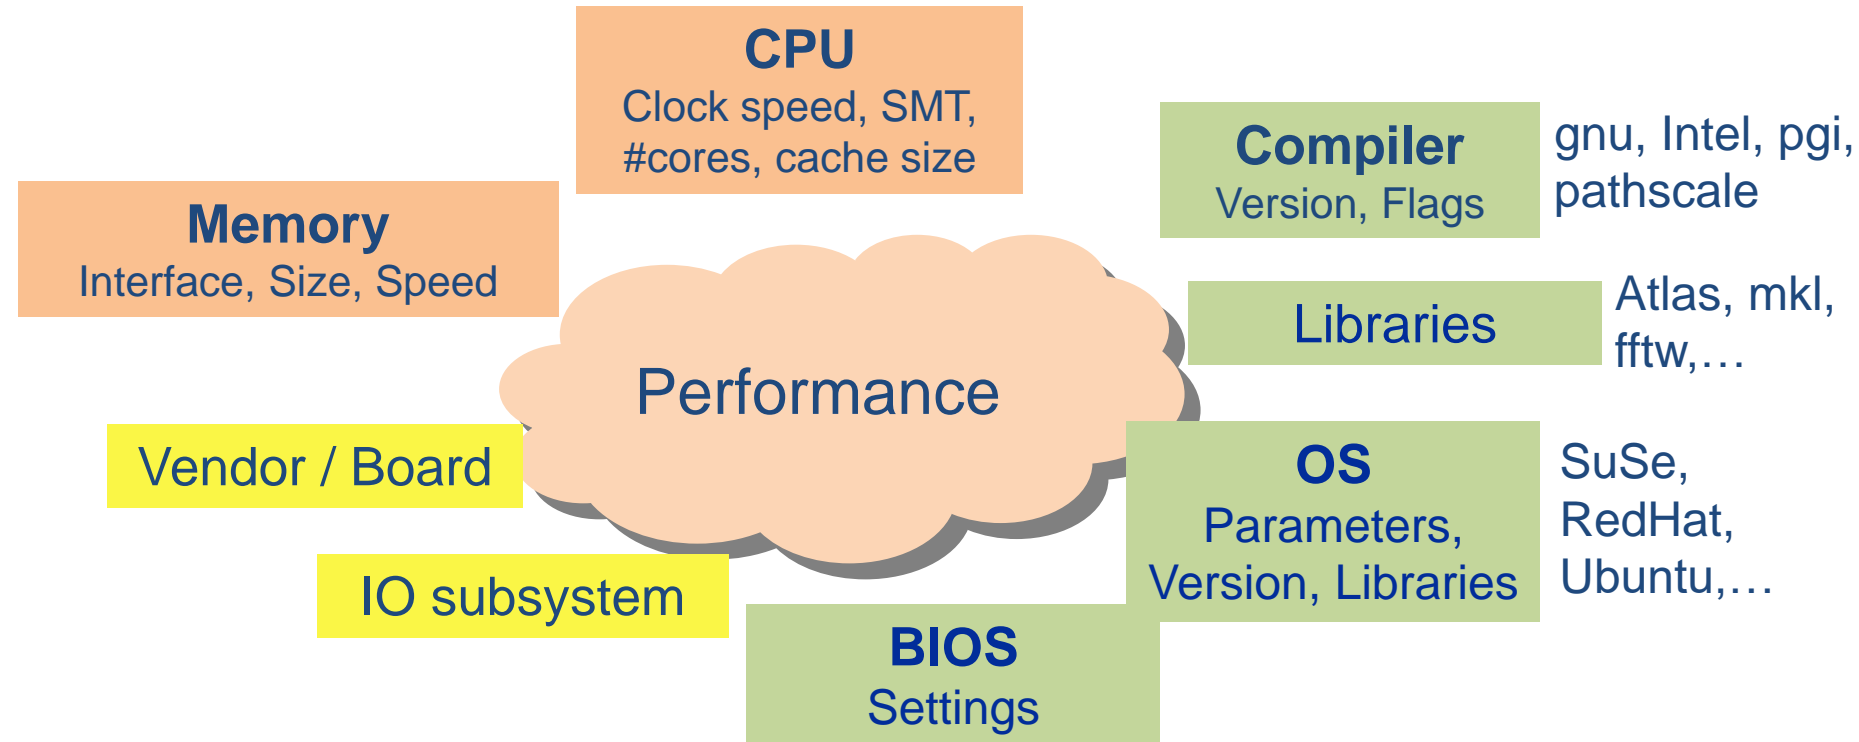 CPU
Clock speed, SMT,
#cores, cache size
Memory
Interface, Size, Speed
Compiler
Version, Flags
gnu, Intel, pgi,
pathscale
Libraries
Atlas, mkl,
fftw,…
Performance
Vendor / Board
OS
Parameters,
Version, Libraries
SuSe,
RedHat,
Ubuntu,…
IO subsystem
BIOS
Settings